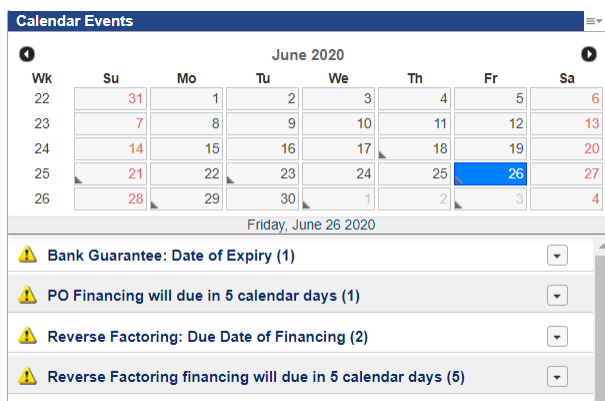 Calendar Events
June 2020
Wk Su Mo Tu We Th Fr Sa
22 31 1 2 3 4 5 6
23 7 8 9 10 11 12 13
24 14 15 16 17 18 19 20
25 21 22 23 24 25 26 27
26 28 29 30 1 2 3 4
Friday, June 26 2020
Bank Guarantee: Date of Expiry (1)
PO Financing will due in 5 calendar days (1)
Reverse Factoring: Due Date of Financing (2)
Reverse Factoring financing will due in 5 calendar days (5)